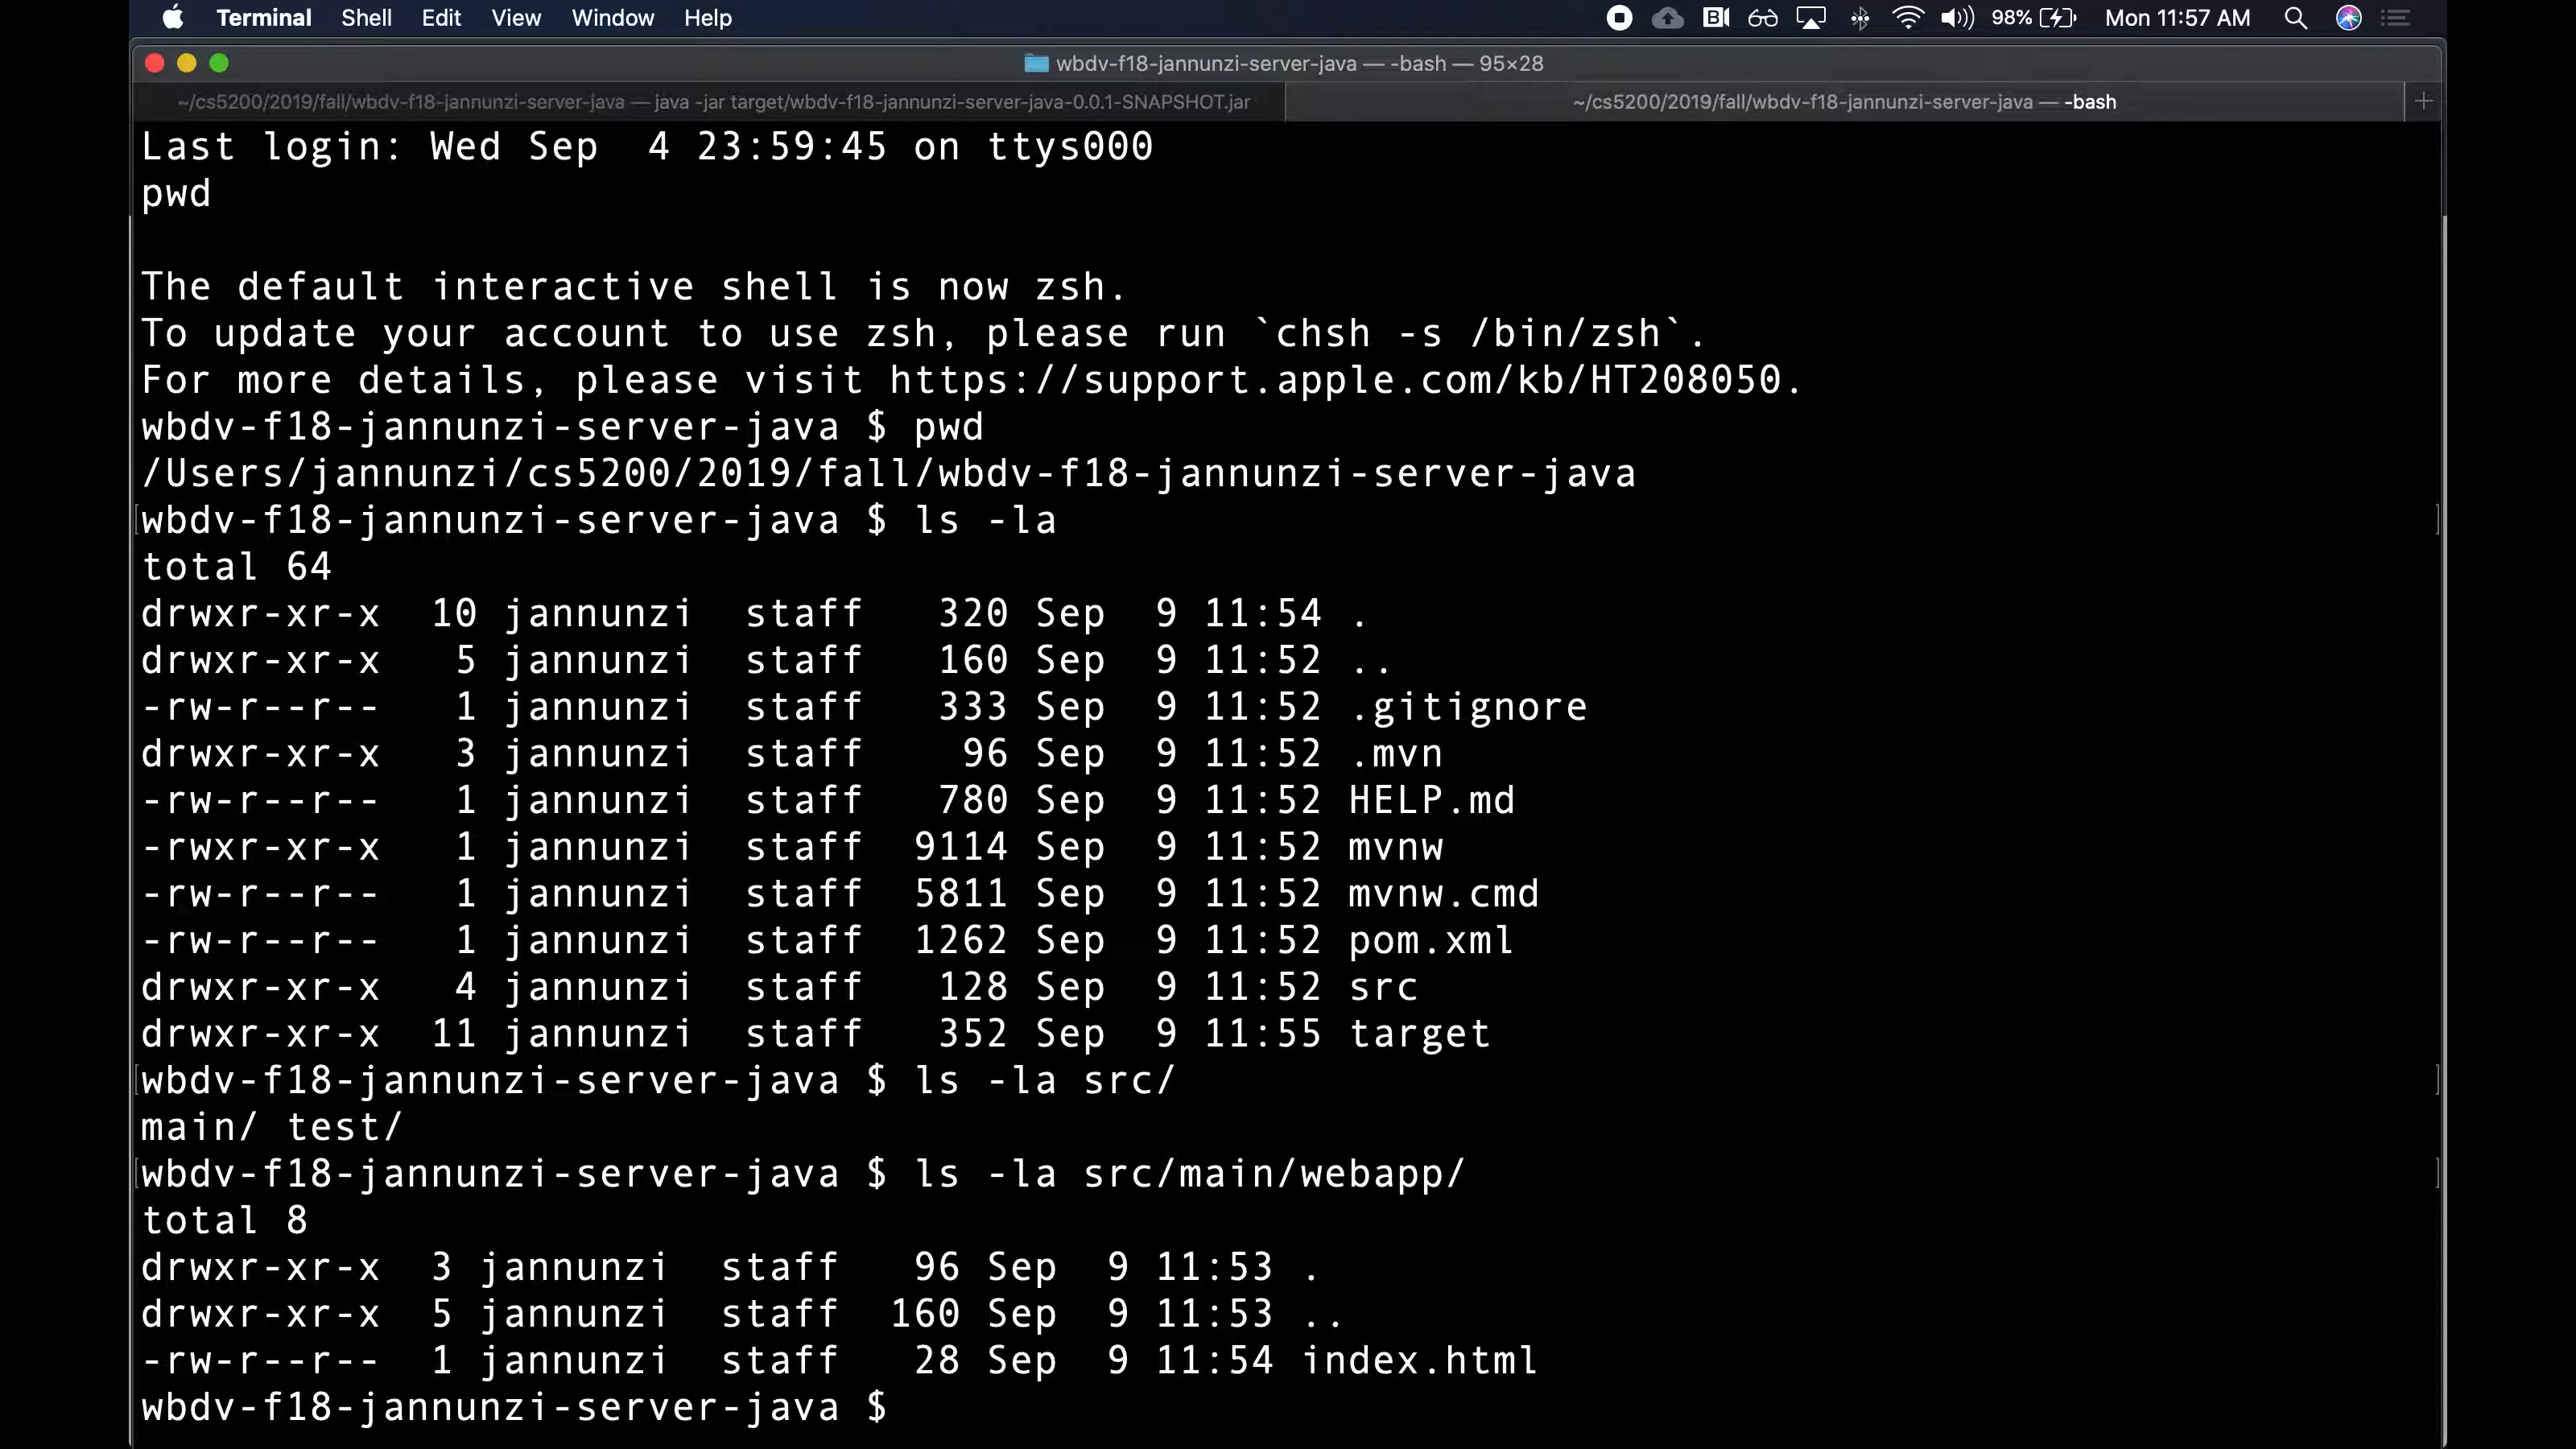 Terminal Shell Edit View Window Help 98% Mon 11:57 AM
wbdv-f18-jannunzi-server-java — -bash — 95×28
~/cs5200/2019/fall/wbdv-f18-jannunzi-server-java — java -jar target/wbdv-f18-jannunzi-server-java-0.0.1-SNAPSHOT.jar ~/cs5200/2019/fall/wbdv-f18-jannunzi-server-java — -bash
Last login: Wed Sep  4 23:59:45 on ttys000
pwd
The default interactive shell is now zsh.
To update your account to use zsh, please run `chsh -s /bin/zsh`.
For more details, please visit https://support.apple.com/kb/HT208050.
wbdv-f18-jannunzi-server-java $ pwd
/Users/jannunzi/cs5200/2019/fall/wbdv-f18-jannunzi-server-java
[wbdv-f18-jannunzi-server-java $ ls -la ]
total 64
drwxr-xr-x  10 jannunzi  staff   320 Sep  9 11:54 .
drwxr-xr-x   5 jannunzi  staff   160 Sep  9 11:52 ..
-rw-r--r--   1 jannunzi  staff   333 Sep  9 11:52 .gitignore
drwxr-xr-x   3 jannunzi  staff    96 Sep  9 11:52 .mvn
-rw-r--r--   1 jannunzi  staff   780 Sep  9 11:52 HELP.md
-rwxr-xr-x   1 jannunzi  staff  9114 Sep  9 11:52 mvnw
-rw-r--r--   1 jannunzi  staff  5811 Sep  9 11:52 mvnw.cmd
-rw-r--r--   1 jannunzi  staff  1262 Sep  9 11:52 pom.xml
drwxr-xr-x   4 jannunzi  staff   128 Sep  9 11:52 src
drwxr-xr-x  11 jannunzi  staff   352 Sep  9 11:55 target
[wbdv-f18-jannunzi-server-java $ ls -la src/ ]
main/ test/
[wbdv-f18-jannunzi-server-java $ ls -la src/main/webapp/ ]
total 8
drwxr-xr-x  3 jannunzi  staff   96 Sep  9 11:53 .
drwxr-xr-x  5 jannunzi  staff  160 Sep  9 11:53 ..
-rw-r--r--  1 jannunzi  staff   28 Sep  9 11:54 index.html
wbdv-f18-jannunzi-server-java $